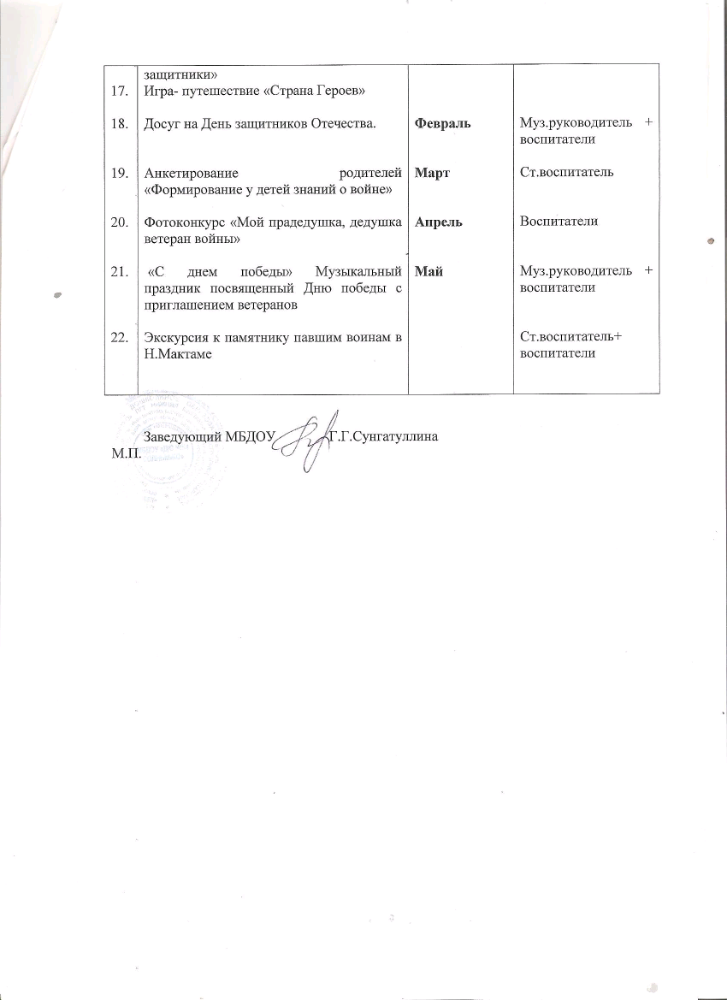 защитники»
17. Игра- путешествие «Страна Героев»
18. Досуг на День защитников Отечества. Февраль Муз.руководитель +
воспитатели
19. Анкетирование родителей Март Ст.воспитатель
«Формирование у детей знаний о войне»
20. Фотоконкурс «Мой прадедушка, дедушка Апрель Воспитатели
ветеран войны»
21. «С днем победы» Музыкальный Май Муз.руководитель +
праздник посвященный Дню победы с воспитатели
приглашением ветеранов
22. Экскурсия к памятнику павшим воинам в Ст.воспитатель+
Н.Мактаме воспитатели
Заведующий МБДОУ Г.Г.Сунгатуллина
М.П.